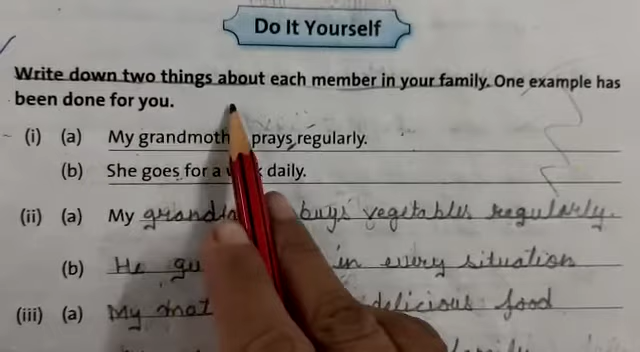 Do It Yourself
Write down two things about each member in your family. One example has
been done for you.
(i) (a) My grandmoth prays regularly.
(b) She goes for a daily.
(ii) (a) My buys vegetables regularly.
(b) He in every situation
(iii) (a) My delicious food